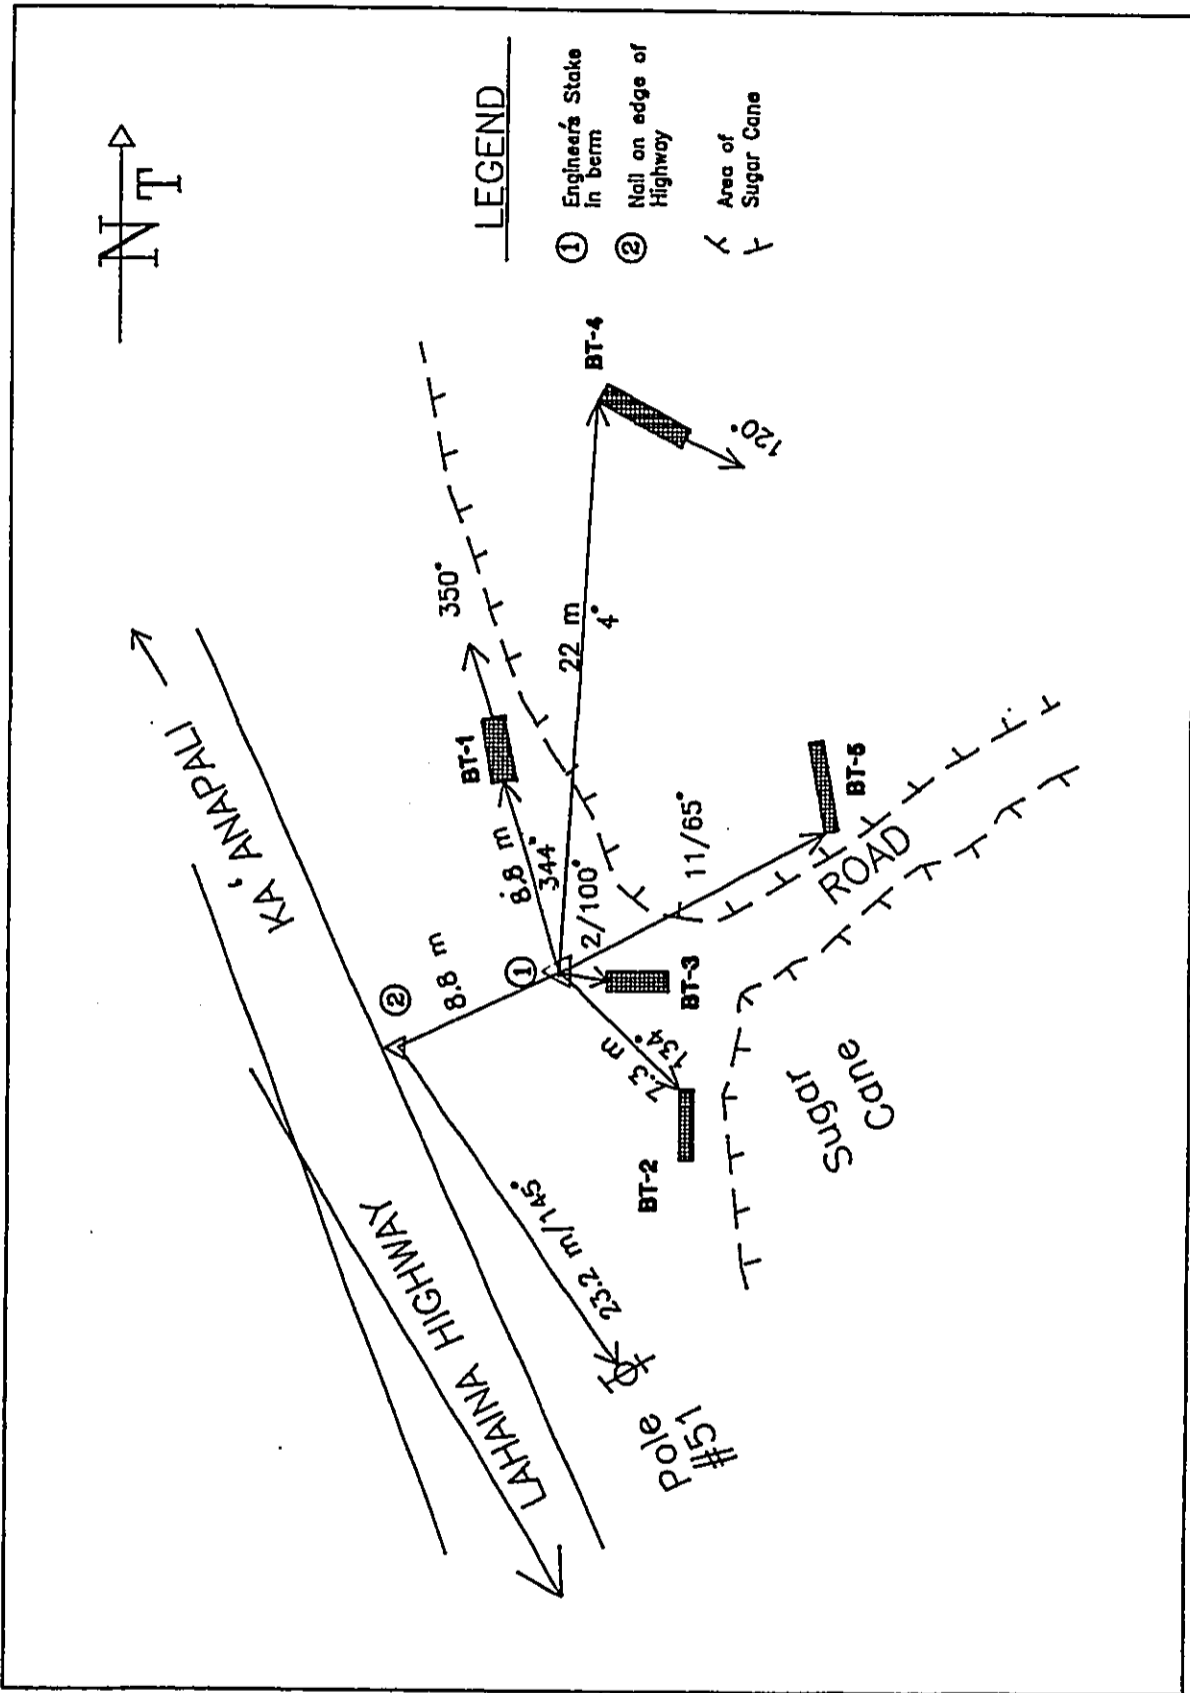 N
T
LEGEND
① Engineer's Stake
in berm
② Nail on edge of
Highway
Area of
Sugar Cane
KA'ANAPALI
LAHAINA HIGHWAY
②
8.8 m
①
8.8 m
344°
BT-1
350°
22 m
4°
BT-4
120°
2/100°
BT-3
11/65°
BT-5
ROAD
134°
BT-2
23.2 m/145°
Pole
#51
Sugar
Cane